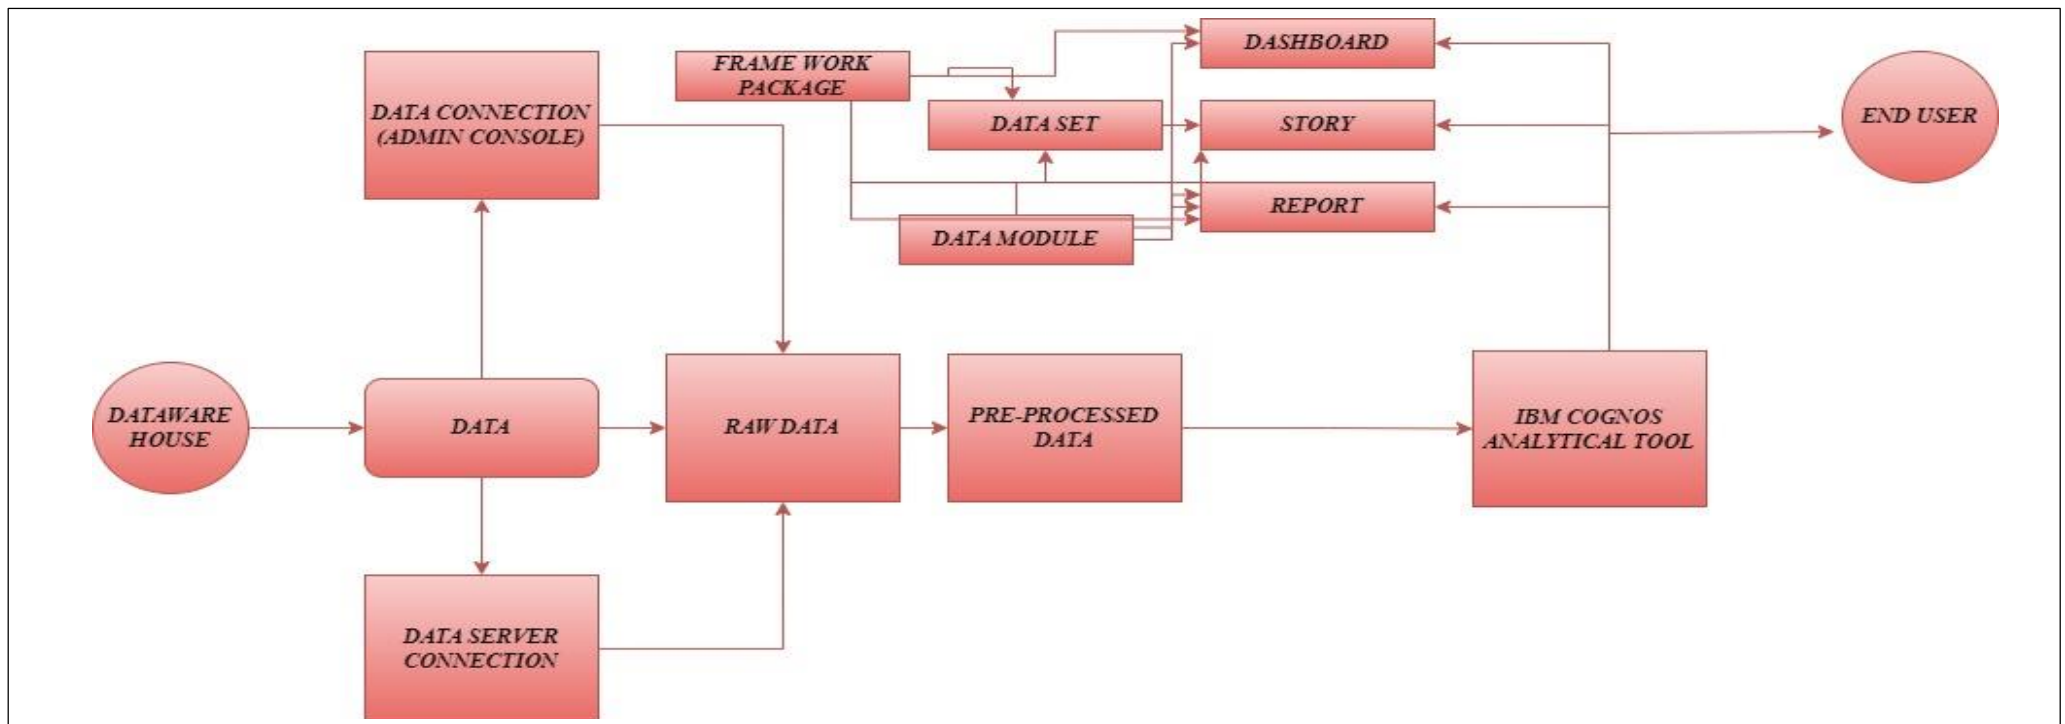 DATA CONNECTION
(ADMIN CONSOLE)
FRAME WORK
PACKAGE
DASHBOARD
DATA SET
STORY
REPORT
DATA MODULE
END USER
DATAWARE
HOUSE
DATA
RAW DATA
PRE-PROCESSED
DATA
IBM COGNOS
ANALYTICAL TOOL
DATA SERVER
CONNECTION